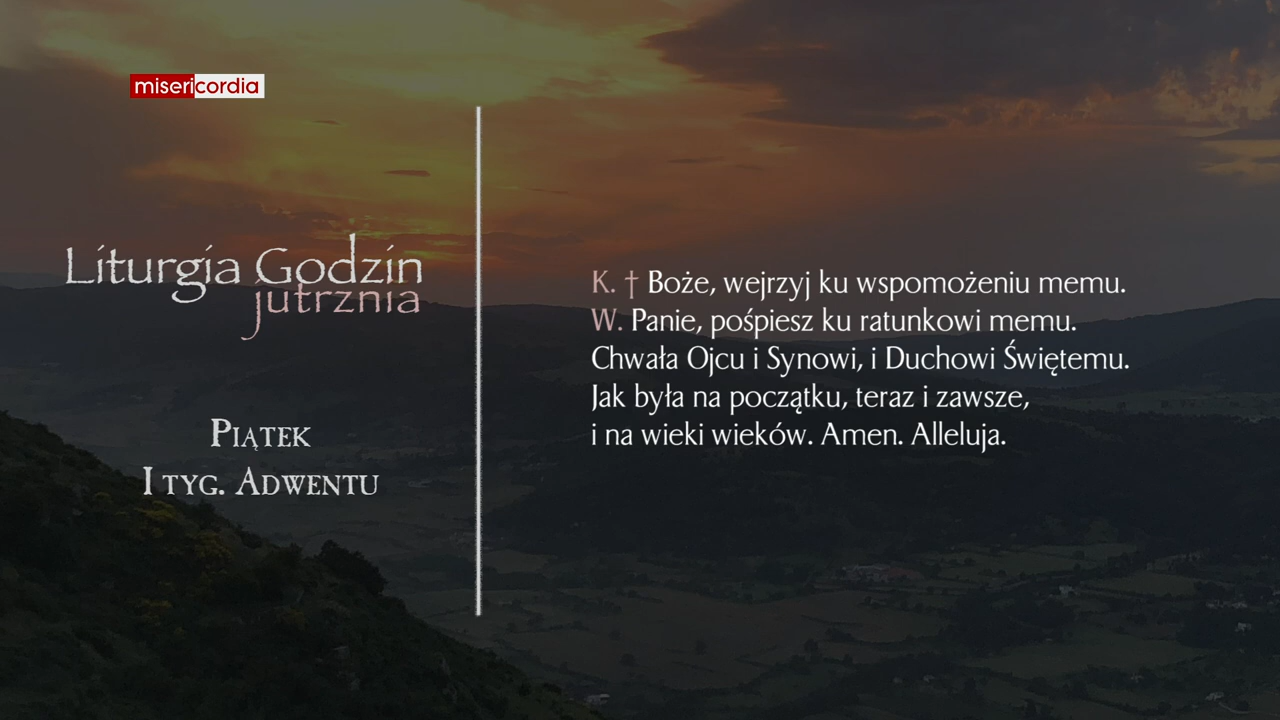 misericordia
Liturgia Godzin
jutrznia
Piątek
I tyg. Adwentu
K. † Boże, wejrzyj ku wspomożeniu memu.
W. Panie, pośpiesz ku ratunkowi memu.
Chwała Ojcu i Synowi, i Duchowi Świętemu.
Jak była na początku, teraz i zawsze,
i na wieki wieków. Amen. Alleluja.